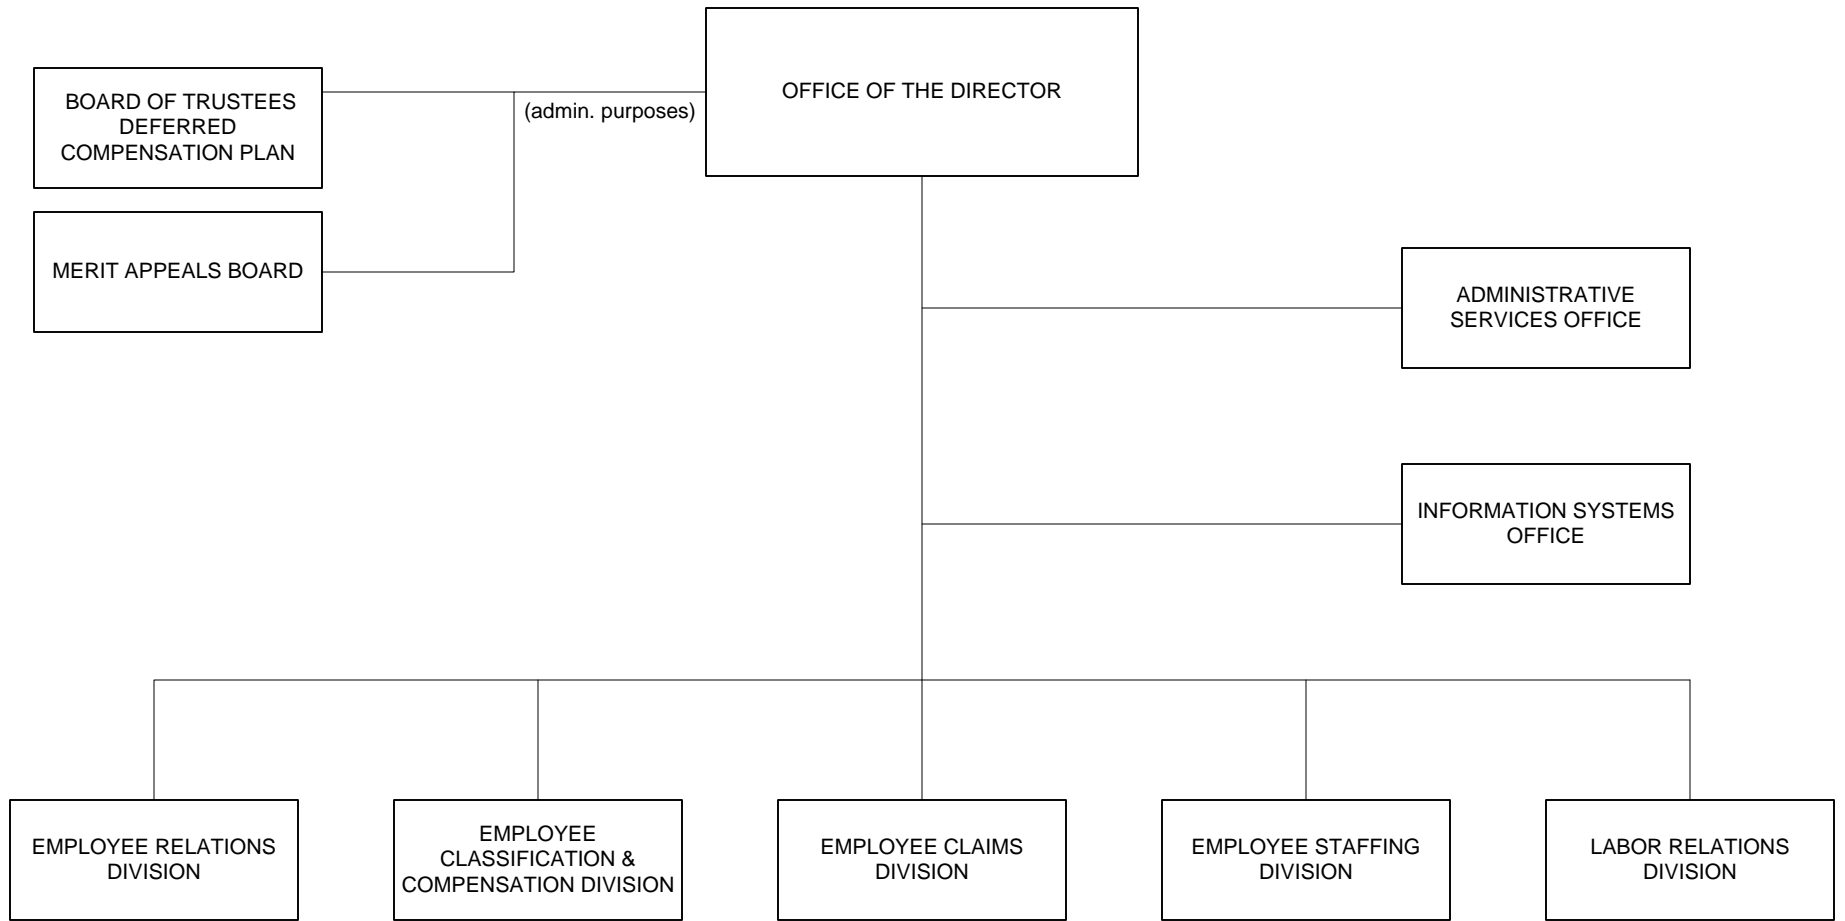 OFFICE OF THE DIRECTOR
BOARD OF TRUSTEES
DEFERRED
COMPENSATION PLAN
(admin. purposes)
MERIT APPEALS BOARD
ADMINISTRATIVE
SERVICES OFFICE
INFORMATION SYSTEMS
OFFICE
EMPLOYEE RELATIONS
DIVISION
EMPLOYEE
CLASSIFICATION &
COMPENSATION DIVISION
EMPLOYEE CLAIMS
DIVISION
EMPLOYEE STAFFING
DIVISION
LABOR RELATIONS
DIVISION